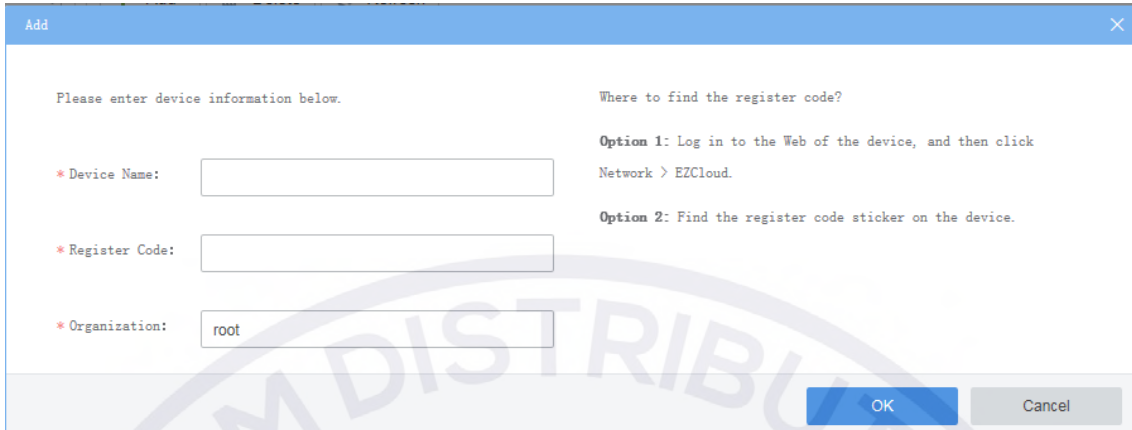 Add
Please enter device information below.
* Device Name:
* Register Code:
* Organization: root
Where to find the register code?
Option 1: Log in to the Web of the device, and then click
Network > EZCloud.
Option 2: Find the register code sticker on the device.
OK Cancel
M DISTRIBUT